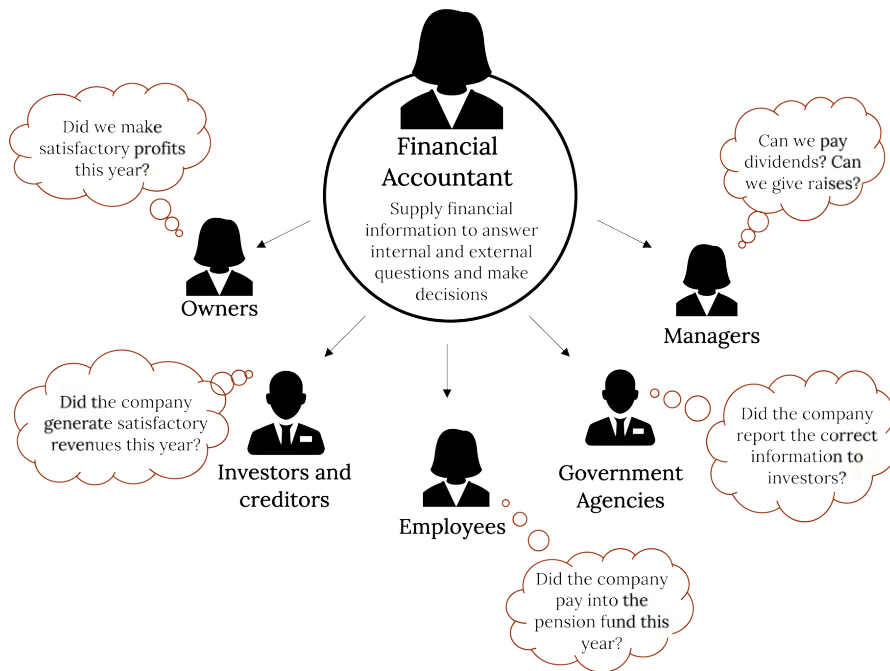 Financial
Accountant
Supply financial
information to answer
internal and external
questions and make
decisions
Did we make
satisfactory profits
this year?
Owners
Can we pay
dividends? Can
we give raises?
Managers
Did the company
generate satisfactory
revenues this year?
Investors and
creditors
Employees
Did the company
pay into the
pension fund this
year?
Government
Agencies
Did the company
report the correct
information to
investors?